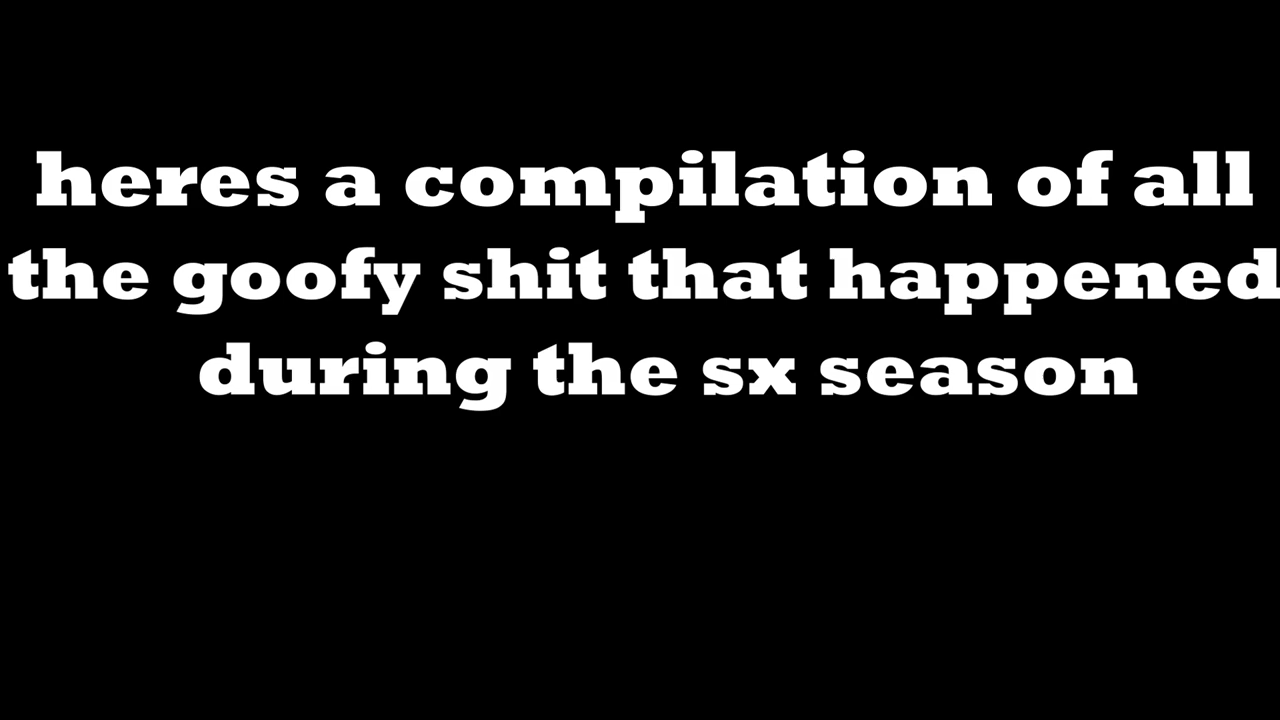 heres a compilation of all
the goofy shit that happened
during the sx season